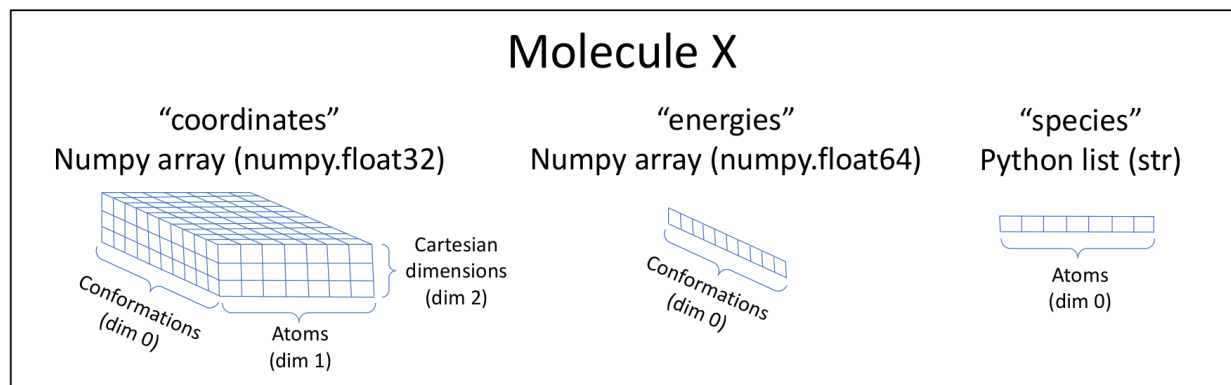 Molecule X
“coordinates”
Numpy array (numpy.float32)
Cartesian
dimensions
(dim 2)
Conformations
(dim 0)
Atoms
(dim 1)
“energies”
Numpy array (numpy.float64)
Conformations
(dim 0)
“species”
Python list (str)
Atoms
(dim 0)